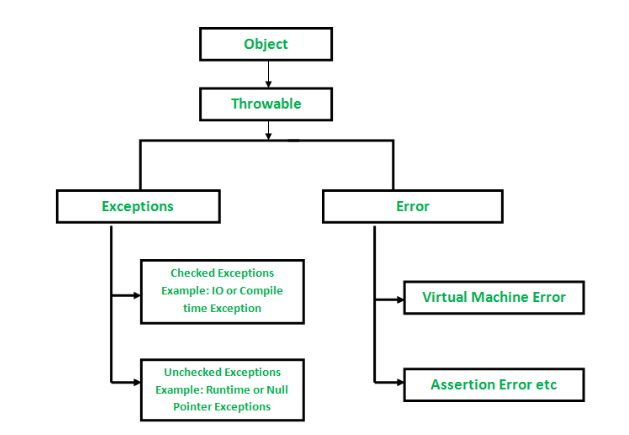 Object
Throwable
Exceptions
Error
Checked Exceptions
Example: IO or Compile
time Exception
Virtual Machine Error
Unchecked Exceptions
Example: Runtime or Null
Pointer Exceptions
Assertion Error etc